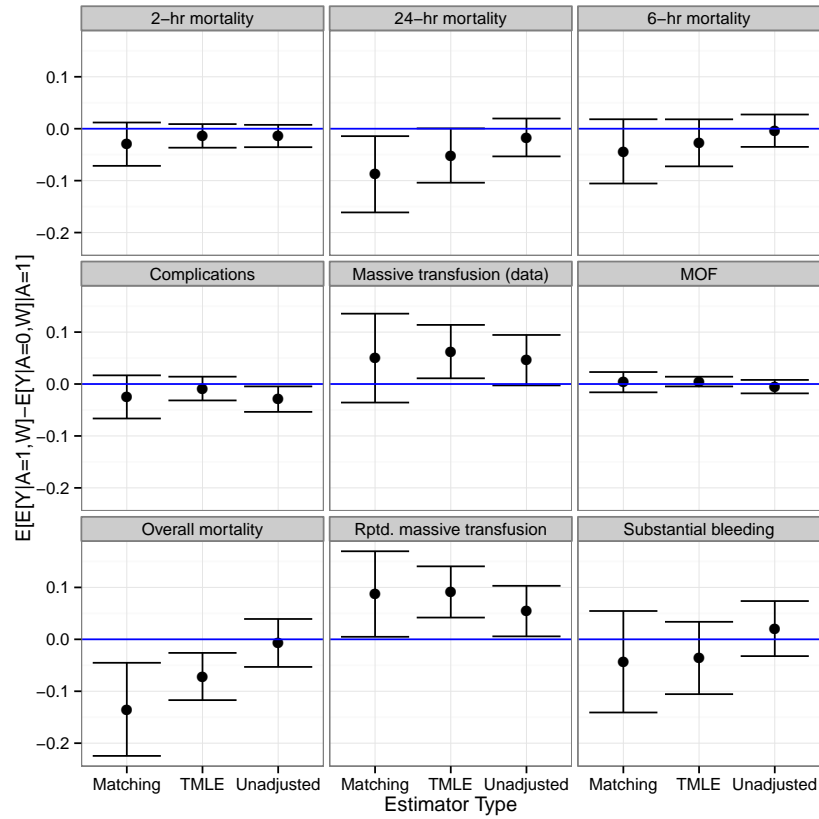 2−hr mortality
24−hr mortality
6−hr mortality
0.1
0.0
−0.1
−0.2
Complications
Massive transfusion (data)
MOF
0.1
0.0
−0.1
−0.2
Overall mortality
Rptd. massive transfusion
Substantial bleeding
0.1
0.0
−0.1
−0.2
E[E[Y|A=1,W]−E[Y|A=0,W]|A=1]
Matching
TMLE
Unadjusted
Matching
TMLE
Unadjusted
Matching
TMLE
Unadjusted
Estimator Type